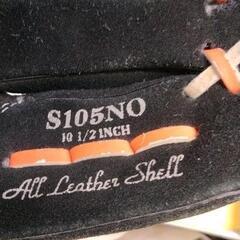 S105NO
10 1/2 INCH
All Leather Shell